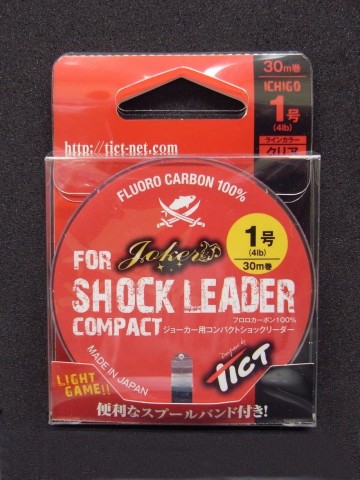 30m巻
ICHIGO
1号
(4lb)
ラインカラー
クリア
http://tict-net.com/
FLUORO CARBON 100%
FOR Joker
1号
(4lb)
30m巻
SHOCK LEADER
フロロカーボン100%
COMPACT ジョーカー用コンパクトショックリーダー
MADE IN JAPAN
Produced by
TICT
LIGHT
GAME!!
便利なスプールバンド付き!